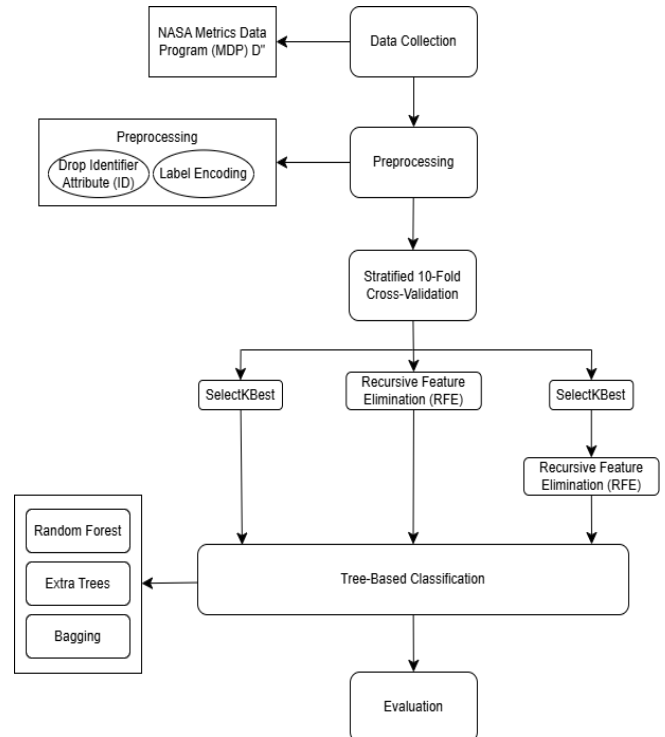 NASA Metrics Data
Program (MDP) D"
Data Collection
Preprocessing
Drop Identifier
Attribute (ID)
Label Encoding
Preprocessing
Stratified 10-Fold
Cross-Validation
SelectKBest
Recursive Feature
Elimination (RFE)
SelectKBest
Recursive Feature
Elimination (RFE)
Random Forest
Extra Trees
Bagging
Tree-Based Classification
Evaluation